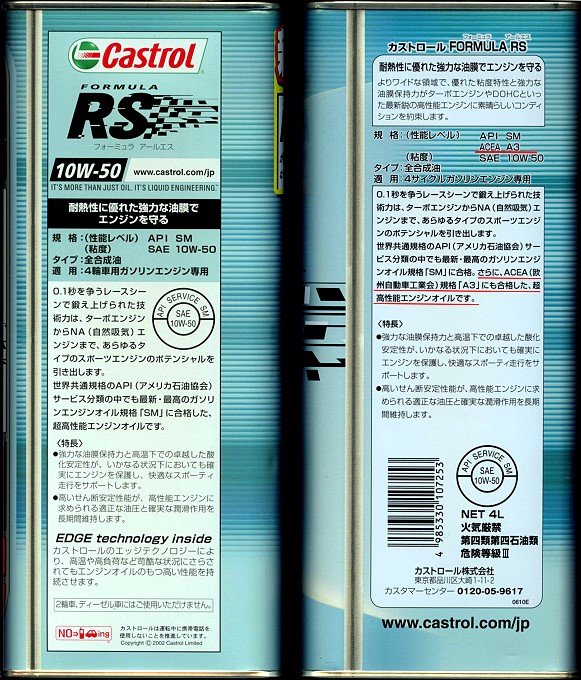 Castrol
FORMULA
RS
フォーミュラ アールエス
10W-50
www.castrol.com/jp
IT'S MORE THAN JUST OIL. IT'S LIQUID ENGINEERING.™
耐熱性に優れた強力な油膜で
エンジンを守る
規 格：（性能レベル） API SM
（粘度） SAE 10W-50
タイプ：全合成油
適 用：4輪車用ガソリンエンジン専用
0.1秒を争うレースシー
ンで鍛え上げられた技
術力は、ターボエンジン
からNA（自然吸気）エ
ンジンまで、あらゆるタ
イプのスポーツエンジンのポテンシャルを
引き出します。
世界共通規格のAPI（アメリカ石油協会）
サービス分類の中でも最新・最高のガソリ
ンエンジンオイル規格「SM」に合格した、
超高性能エンジンオイルです。
API SERVICE SM
SAE
10W-50
〈特長〉
●強力な油膜保持力と高温下での卓越した酸
化安定性が、いかなる状況下においても確
実にエンジンを保護し、快適なスポーティ
走行をサポートします。
●高いせん断安定性能が、高性能エンジンに
求められる適正な油圧と確実な潤滑作用を
長期間維持します。
EDGE technology inside
カストロールのエッジテクノロジーによ
り、高温や高負荷など苛酷な状況にさらさ
れてもエンジンオイルのもつ高い性能を持
続させます。
2輪車、ディーゼル車にはご使用いただけません。
NO
ing
カストロールは運転中に携帯電話を
使用しないことを推進しています。
Copyright © 2002 Castrol Limited
フォーミュラ アールエス
カストロール FORMULA RS
耐熱性に優れた強力な油膜でエンジンを守る
よりワイドな領域で、優れた粘度特性と強力な
油膜保持力がターボエンジンやDOHCといっ
た最新鋭の高性能エンジンに素晴らしいコンデ
ィションを約束します。
規 格：（性能レベル） API SM
ACEA A3
（粘度） SAE 10W-50
タイプ：全合成油
適 用：4サイクルガソリンエンジン専用
0.1秒を争うレースシーンで鍛え上げられた技
術力は、ターボエンジンからNA（自然吸気）エ
ンジンまで、あらゆるタイプのスポーツエンジ
ンのポテンシャルを引き出します。
世界共通規格のAPI（アメリカ石油協会）サー
ビス分類の中でも最新・最高のガソリンエンジ
ンオイル規格「SM」に合格。さらに、ACEA（欧
州自動車工業会）規格「A3」にも合格した、超
高性能エンジンオイルです。
〈特長〉
●強力な油膜保持力と高温下での卓越した酸化
安定性が、いかなる状況下においても確実に
エンジンを保護し、快適なスポーティ走行をサ
ポートします。
●高いせん断安定性能が、高性能エンジンに求
められる適正な油圧と確実な潤滑作用を長期
間維持します。
4 985330 107253
API SERVICE SM
SAE
10W-50
NET 4L
火気厳禁
第四類第四石油類
危険等級Ⅲ
カストロール株式会社
東京都品川区大崎1-11-2
カスタマーセンター 0120-05-9617
0610E
www.castrol.com/jp